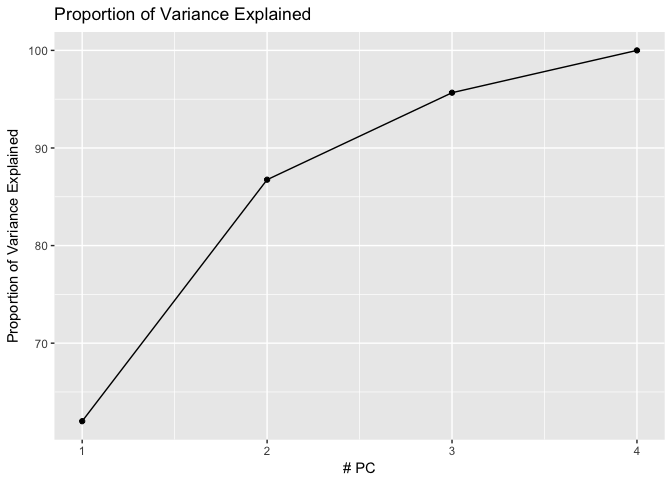 Proportion of Variance Explained
Proportion of Variance Explained
100
90
80
70
1 2 3 4
# PC